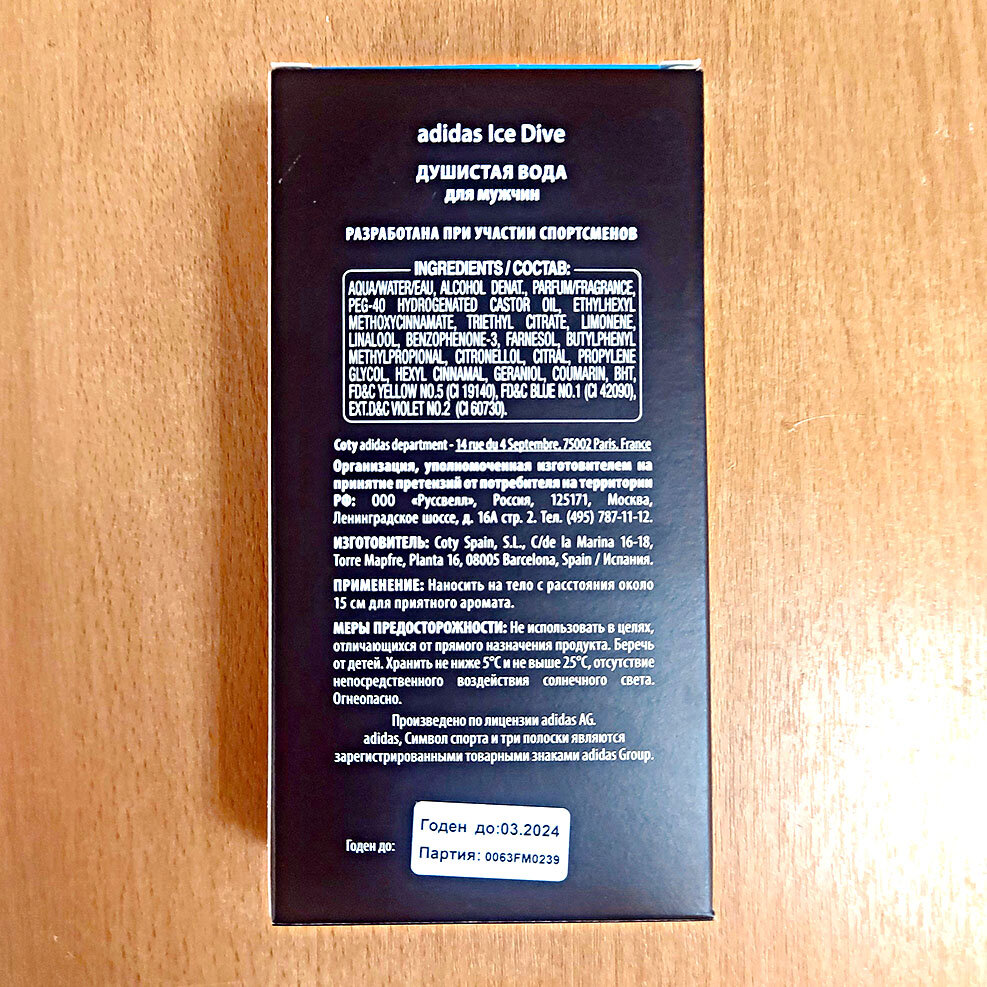 adidas Ice Dive
ДУШИСТАЯ ВОДА
для мужчин
РАЗРАБОТАНА ПРИ УЧАСТИИ СПОРТСМЕНОВ
INGREDIENTS / СОСТАВ:
AQUA/WATER/EAU, ALCOHOL DENAT., PARFUM/FRAGRANCE,
PEG-40 HYDROGENATED CASTOR OIL, ETHYLHEXYL
METHOXYCINNAMATE, TRIETHYL CITRATE, LIMONENE,
LINALOOL, BENZOPHENONE-3, FARNESOL, BUTYLPHENYL
METHYLPROPIONAL, CITRONELLOL, CITRAL, PROPYLENE
GLYCOL, HEXYL CINNAMAL, GERANIOL, COUMARIN, BHT,
FD&C YELLOW NO.5 (CI 19140), FD&C BLUE NO.1 (CI 42090),
EXT.D&C VIOLET NO.2 (CI 60730).
Coty adidas department - 14 rue du 4 Septembre. 75002 Paris. France
Организация, уполномоченная изготовителем на
принятие претензий от потребителя на территории
РФ: ООО «Руссвелл», Россия, 125171, Москва,
Ленинградское шоссе, д. 16А стр. 2. Тел. (495) 787-11-12.
ИЗГОТОВИТЕЛЬ: Coty Spain, S.L., C/de la Marina 16-18,
Torre Mapfre, Planta 16, 08005 Barcelona, Spain / Испания.
ПРИМЕНЕНИЕ: Наносить на тело с расстояния около
15 см для приятного аромата.
МЕРЫ ПРЕДОСТОРОЖНОСТИ: Не использовать в целях,
отличающихся от прямого назначения продукта. Беречь
от детей. Хранить не ниже 5°С и не выше 25°С, отсутствие
непосредственного воздействия солнечного света.
Огнеопасно.
Произведено по лицензии adidas AG.
adidas, Символ спорта и три полоски являются
зарегистрированными товарными знаками adidas Group.
Годен до:
Годен до:03.2024
Партия: 0063FM0239